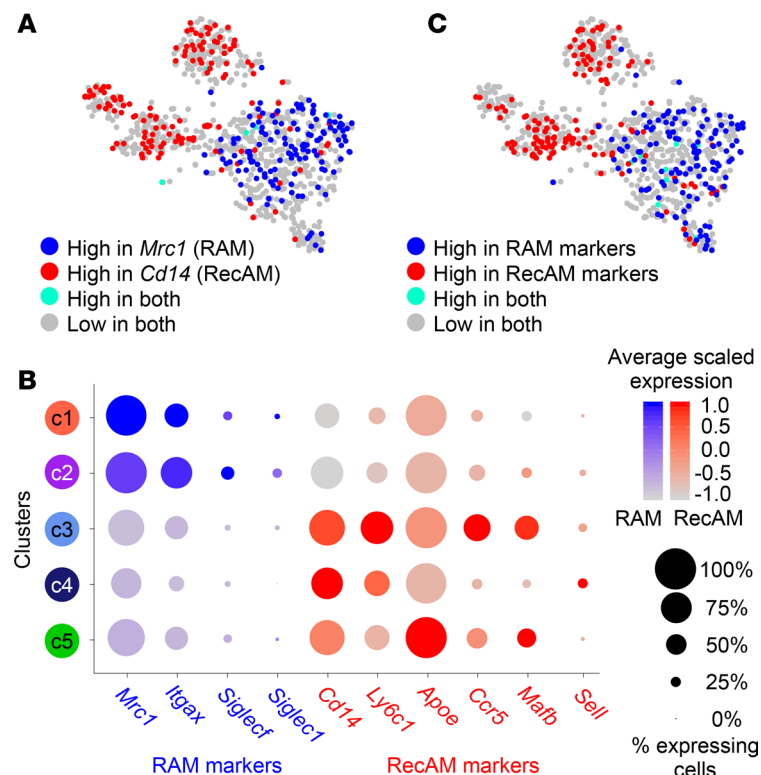 A
High in Mrc1 (RAM)
High in Cd14 (RecAM)
High in both
Low in both
C
High in RAM markers
High in RecAM markers
High in both
Low in both
B
Clusters
c1
c2
c3
c4
c5
Mrc1
Itgax
Siglecf
Siglec1
Cd14
Ly6c1
Apoe
Ccr5
Mafb
Sell
RAM markers
RecAM markers
Average scaled
expression
1.0
0.5
0.0
-0.5
-1.0
RAM
RecAM
100%
75%
50%
25%
0%
% expressing
cells